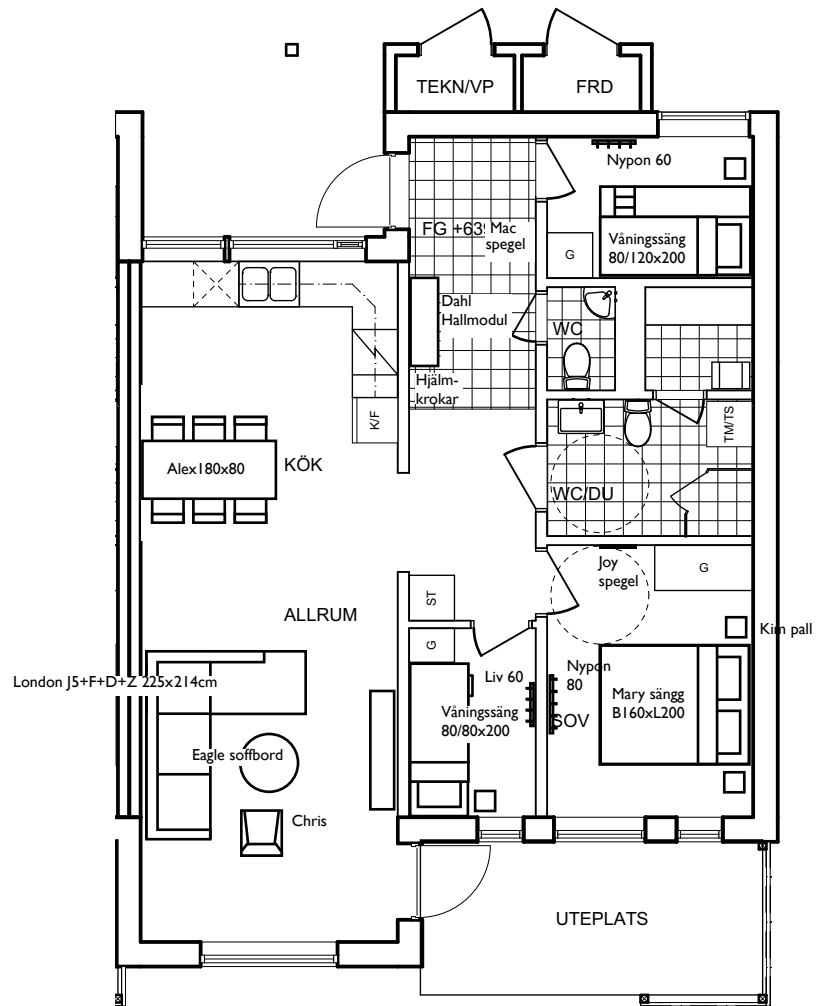 TEKN/VP
FRD
Nypon 60
FG +63
Mac
spegel
G
Våningssäng
80/120x200
Dahl
Hallmodul
WC
Hjälm-
krokar
K/F
TM/TS
Alex180x80
KÖK
WC/DU
Joy
spegel
G
ST
ALLRUM
G
Kim pall
London J5+F+D+Z 225x214cm
Liv 60
Nypon
80
Våningssäng
80/80x200
SOV
Mary sängg
B160xL200
Eagle soffbord
Chris
UTEPLATS